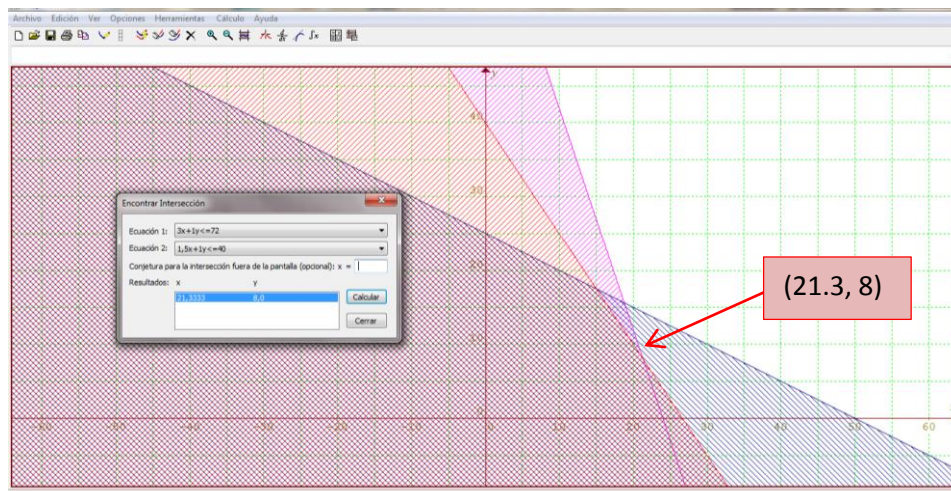 Archivo Edición Ver Opciones Herramientas Cálculo Ayuda
y
40
30
20
10
0
-60 -50 -40 -30 -20 -10 0 10 20 30 40 50 60
Encontrar Intersección
Ecuación 1: 3x+1y<=72
Ecuación 2: 1,5x+1y<=40
Conjetura para la intersección fuera de la pantalla (opcional): x =
Resultados: x y
21,3333 8,0
Calcular
Cerrar
(21.3, 8)